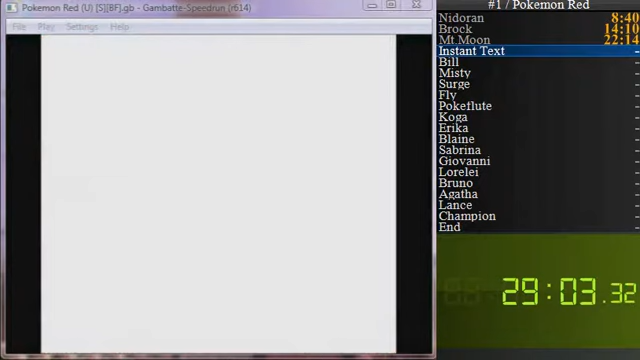 Pokemon Red (U) [S][BF].gb - Gambatte-Speedrun (r614)
File Play Settings Help
#1 / Pokemon Red
Nidoran 8:40
Brock 14:10
Mt.Moon 22:14
Instant Text -
Bill -
Misty -
Surge -
Fly -
Pokeflute -
Koga -
Erika -
Blaine -
Sabrina -
Giovanni -
Lorelei -
Bruno -
Agatha -
Lance -
Champion -
End -
29:03.32